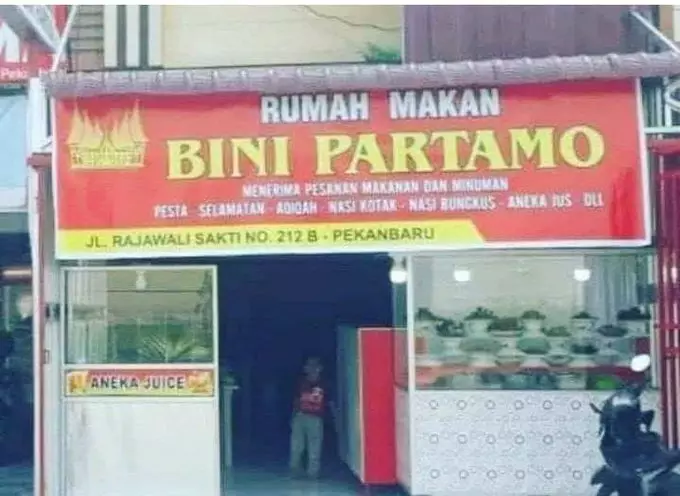 RUMAH MAKAN
BINI PARTAMO
MENERIMA PESANAN MAKANAN DAN MINUMAN
PESTA - SELAMATAN - AQIQAH - NASI KOTAK - NASI BUNGKUS - ANEKA JUS - DLL
JL. RAJAWALI SAKTI NO. 212 B - PEKANBARU
ANEKA JUICE